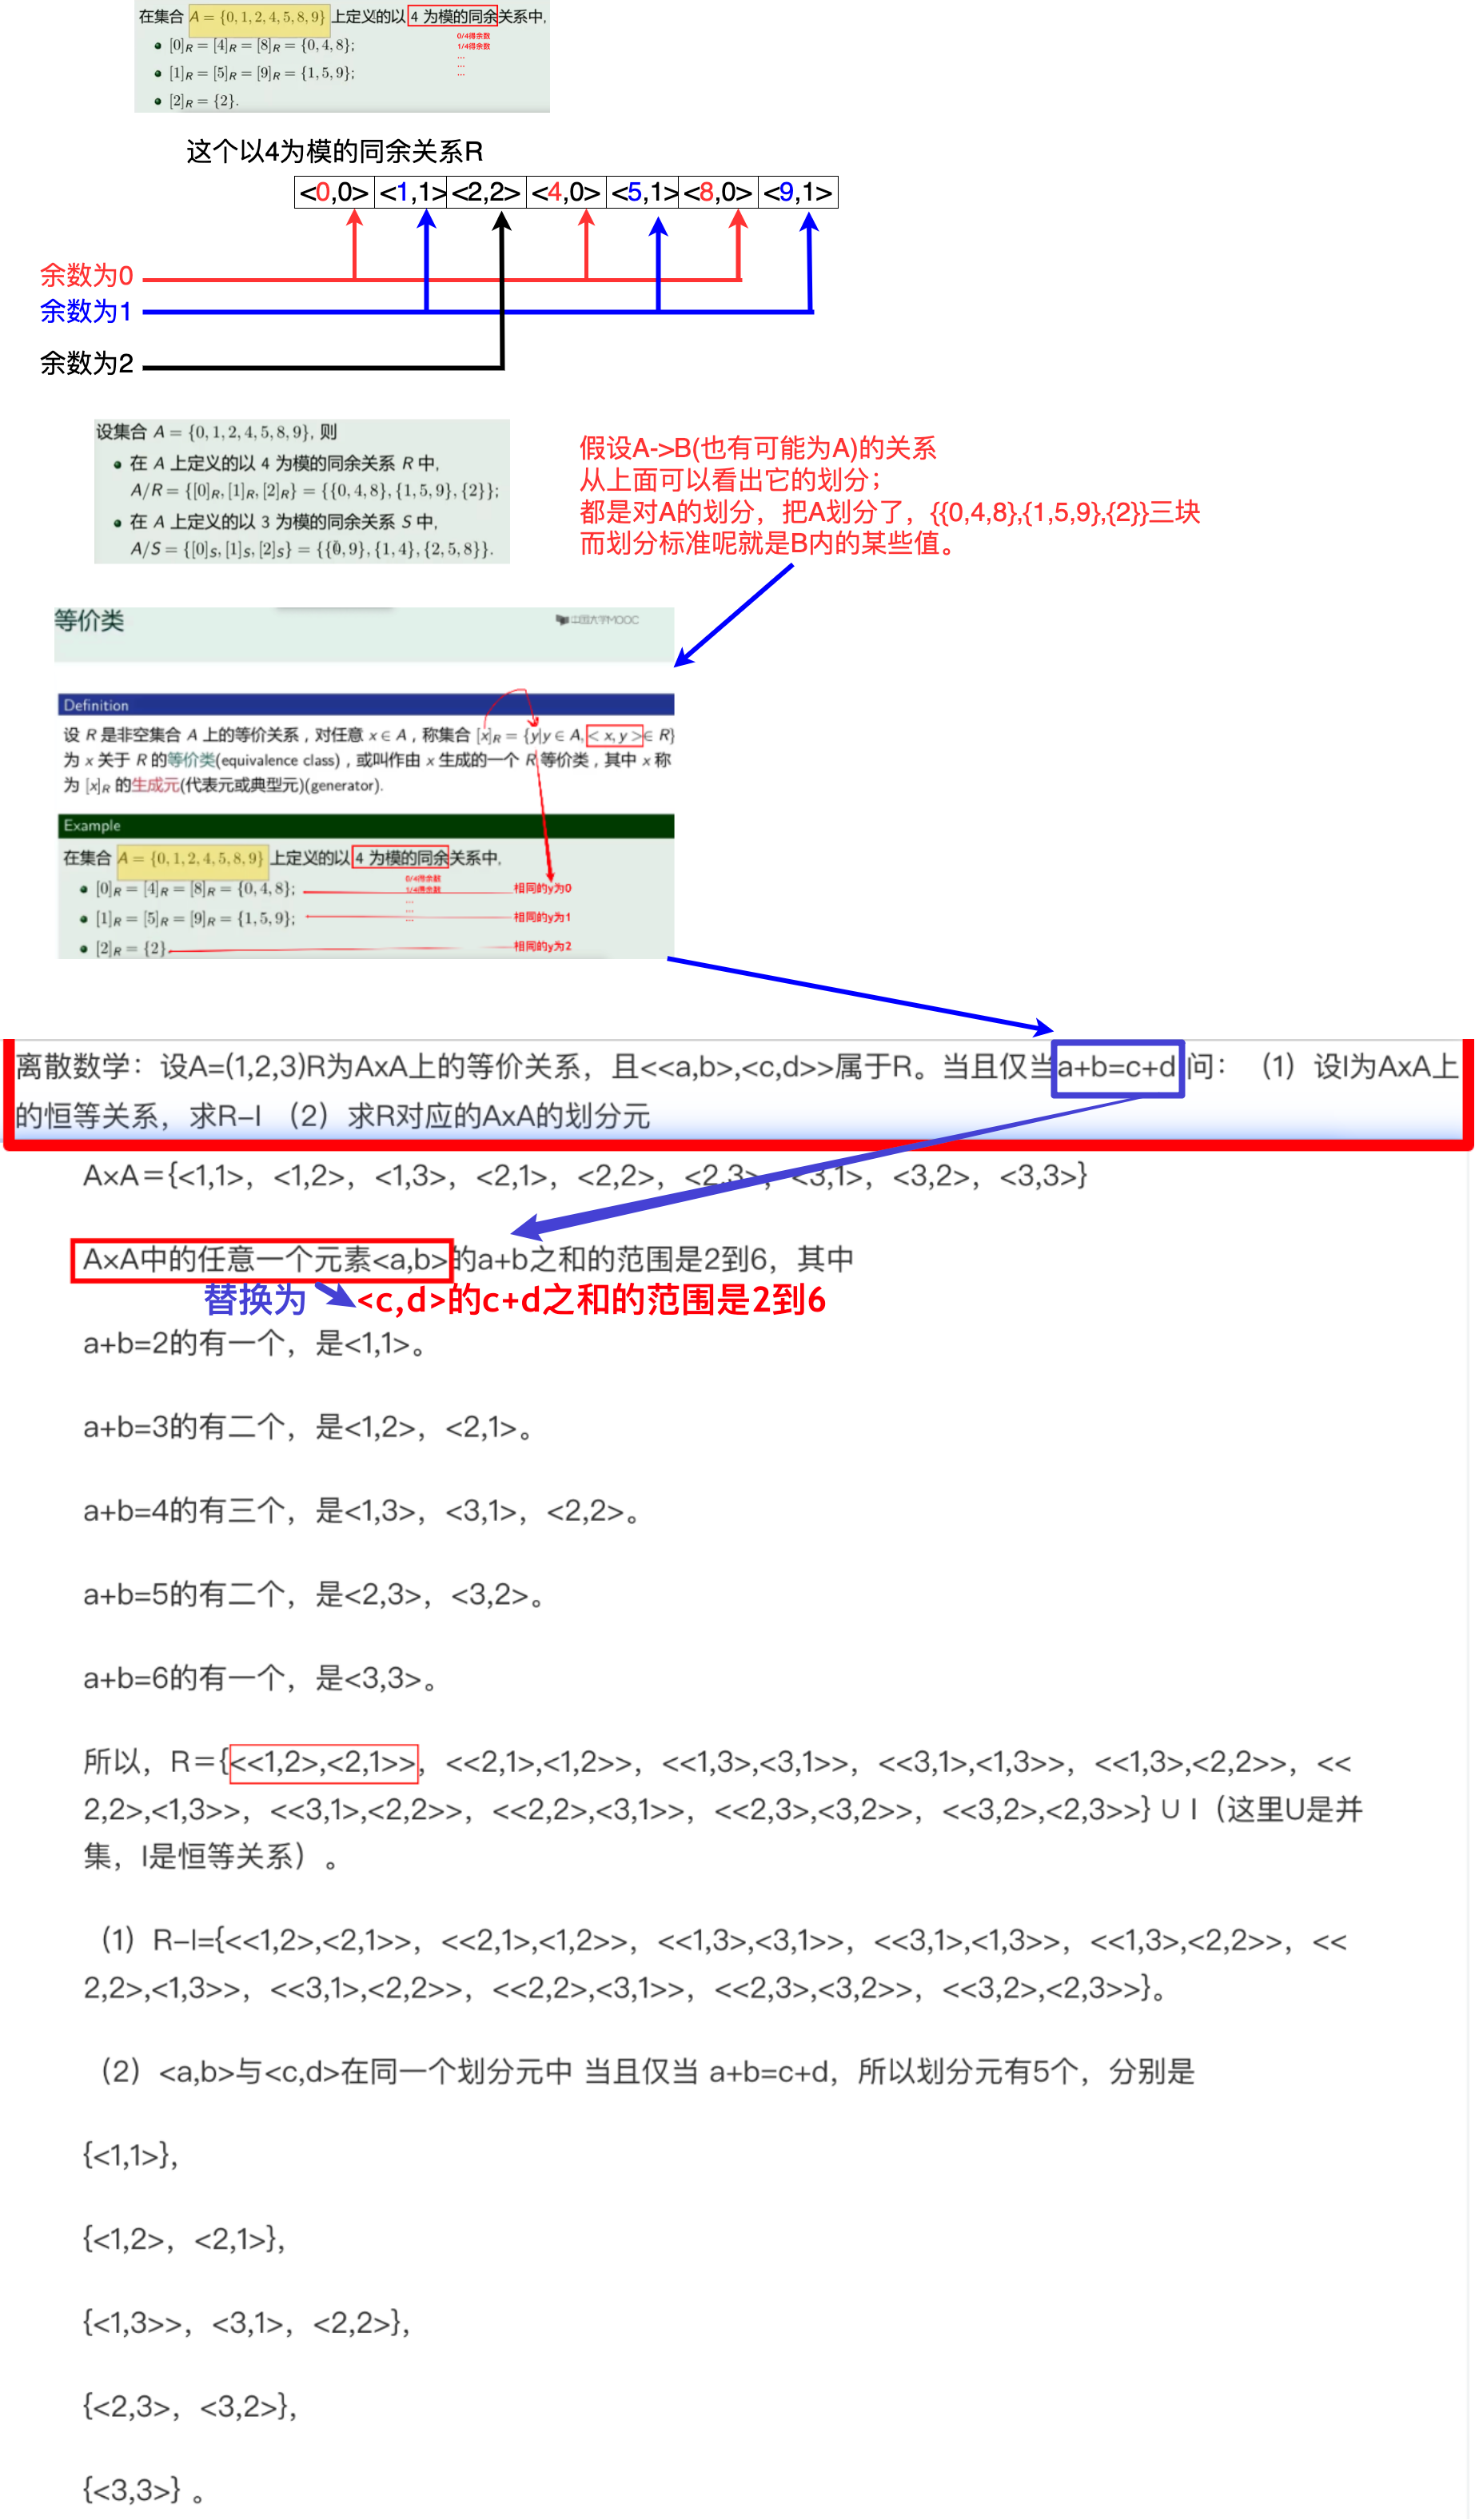 在集合 A = {0, 1, 2, 4, 5, 8, 9} 上定义的以 4 为模的同余关系中,
0/4得余数
[0]R = [4]R = [8]R = {0, 4, 8};
1/4得余数
...
[1]R = [5]R = [9]R = {1, 5, 9};
...
...
[2]R = {2}.
这个以4为模的同余关系R
<0,0> <1,1> <2,2> <4,0> <5,1> <8,0> <9,1>
余数为0
余数为1
余数为2
设集合 A = {0, 1, 2, 4, 5, 8, 9}, 则
在 A 上定义的以 4 为模的同余关系 R 中,
A/R = {[0]R, [1]R, [2]R} = {{0, 4, 8}, {1, 5, 9}, {2}};
在 A 上定义的以 3 为模的同余关系 S 中,
A/S = {[0]S, [1]S, [2]S} = {{0, 9}, {1, 4}, {2, 5, 8}}.
假设A->B(也有可能为A)的关系
从上面可以看出它的划分；
都是对A的划分，把A划分了，{{0,4,8},{1,5,9},{2}}三块
而划分标准呢就是B内的某些值。
等价类
中国大学MOOC
Definition
设 R 是非空集合 A 上的等价关系，对任意 x ∈ A，称集合 [x]R = {y|y ∈ A, < x, y >∈ R}
为 x 关于 R 的等价类(equivalence class)，或叫作由 x 生成的一个 R 等价类，其中 x 称
为 [x]R 的生成元(代表元或典型元)(generator).
Example
在集合 A = {0, 1, 2, 4, 5, 8, 9} 上定义的以 4 为模的同余关系中,
0/4得余数
[0]R = [4]R = [8]R = {0, 4, 8}; 1/4得余数 相同的y为0
...
...
[1]R = [5]R = [9]R = {1, 5, 9}; ... 相同的y为1
[2]R = {2} 相同的y为2
离散数学：设A=(1,2,3)R为AxA上的等价关系，且<<a,b>,<c,d>>属于R。当且仅当a+b=c+d 问：（1）设I为AxA上
的恒等关系，求R-I （2）求R对应的AxA的划分元
A×A＝{<1,1>，<1,2>，<1,3>，<2,1>，<2,2>，<2,3>，<3,1>，<3,2>，<3,3>}
A×A中的任意一个元素<a,b>的a+b之和的范围是2到6，其中
替换为 <c,d>的c+d之和的范围是2到6
a+b=2的有一个，是<1,1>。
a+b=3的有二个，是<1,2>，<2,1>。
a+b=4的有三个，是<1,3>，<3,1>，<2,2>。
a+b=5的有二个，是<2,3>，<3,2>。
a+b=6的有一个，是<3,3>。
所以，R＝{<<1,2>,<2,1>>，<<2,1>,<1,2>>，<<1,3>,<3,1>>，<<3,1>,<1,3>>，<<1,3>,<2,2>>，<<
2,2>,<1,3>>，<<3,1>,<2,2>>，<<2,2>,<3,1>>，<<2,3>,<3,2>>，<<3,2>,<2,3>>} ∪ I（这里U是并
集，I是恒等关系）。
（1）R-I={<<1,2>,<2,1>>，<<2,1>,<1,2>>，<<1,3>,<3,1>>，<<3,1>,<1,3>>，<<1,3>,<2,2>>，<<
2,2>,<1,3>>，<<3,1>,<2,2>>，<<2,2>,<3,1>>，<<2,3>,<3,2>>，<<3,2>,<2,3>>}。
（2）<a,b>与<c,d>在同一个划分元中 当且仅当 a+b=c+d，所以划分元有5个，分别是
{<1,1>},
{<1,2>，<2,1>},
{<1,3>>，<3,1>，<2,2>},
{<2,3>，<3,2>},
{<3,3>} 。